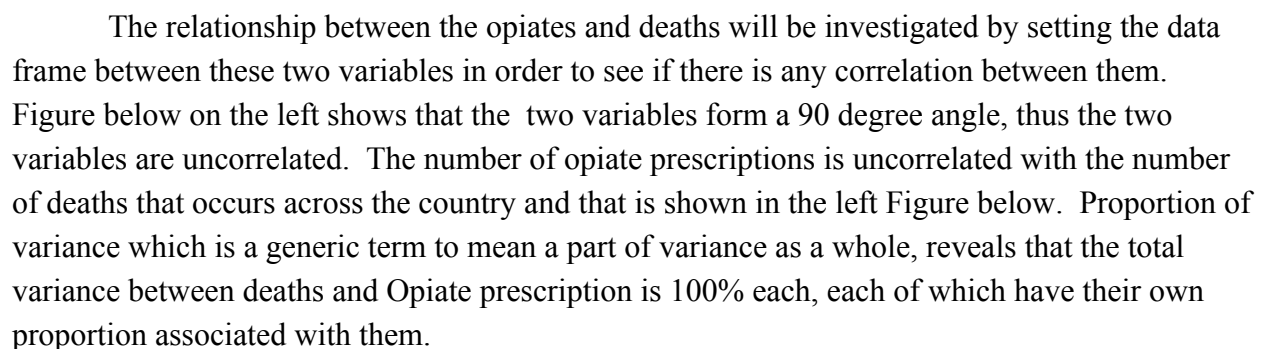 The relationship between the opiates and deaths will be investigated by setting the data
frame between these two variables in order to see if there is any correlation between them.
Figure below on the left shows that the  two variables form a 90 degree angle, thus the two
variables are uncorrelated.  The number of opiate prescriptions is uncorrelated with the number
of deaths that occurs across the country and that is shown in the left Figure below.  Proportion of
variance which is a generic term to mean a part of variance as a whole, reveals that the total
variance between deaths and Opiate prescription is 100% each, each of which have their own
proportion associated with them.